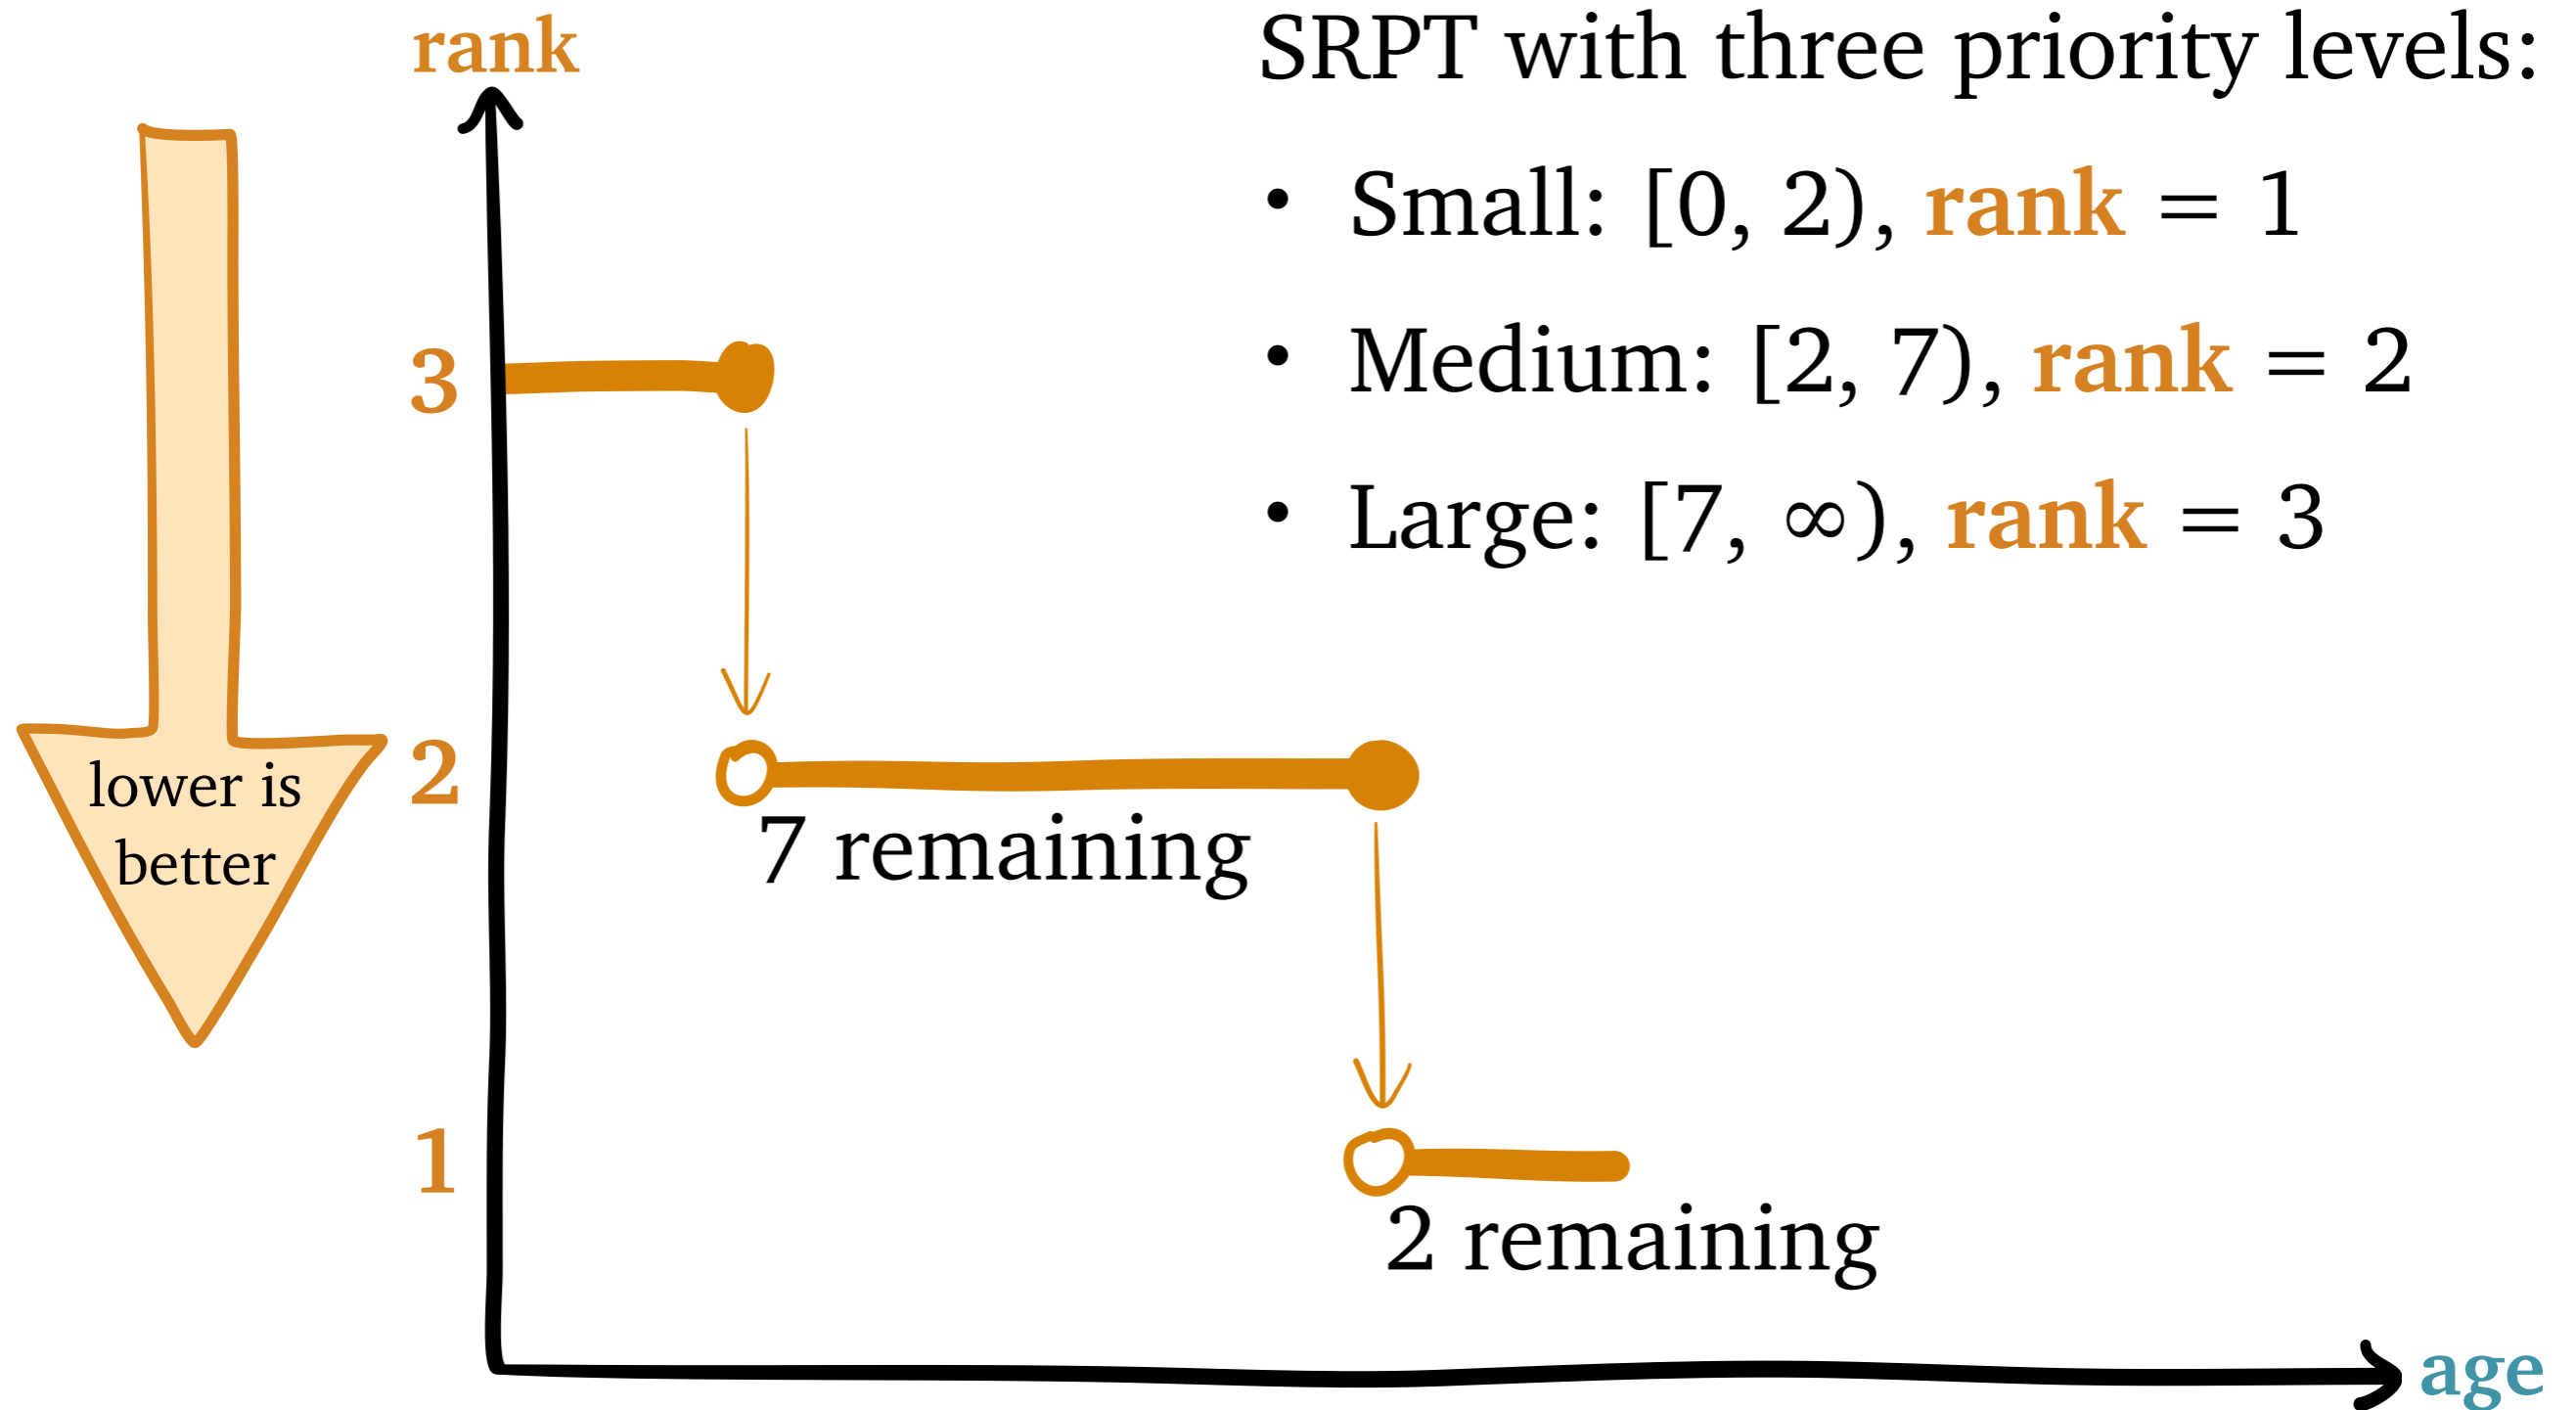 rank
SRPT with three priority levels:
• Small: [0, 2), rank = 1
• Medium: [2, 7), rank = 2
• Large: [7, ∞), rank = 3
3
2
lower is
better
7 remaining
1
2 remaining
age